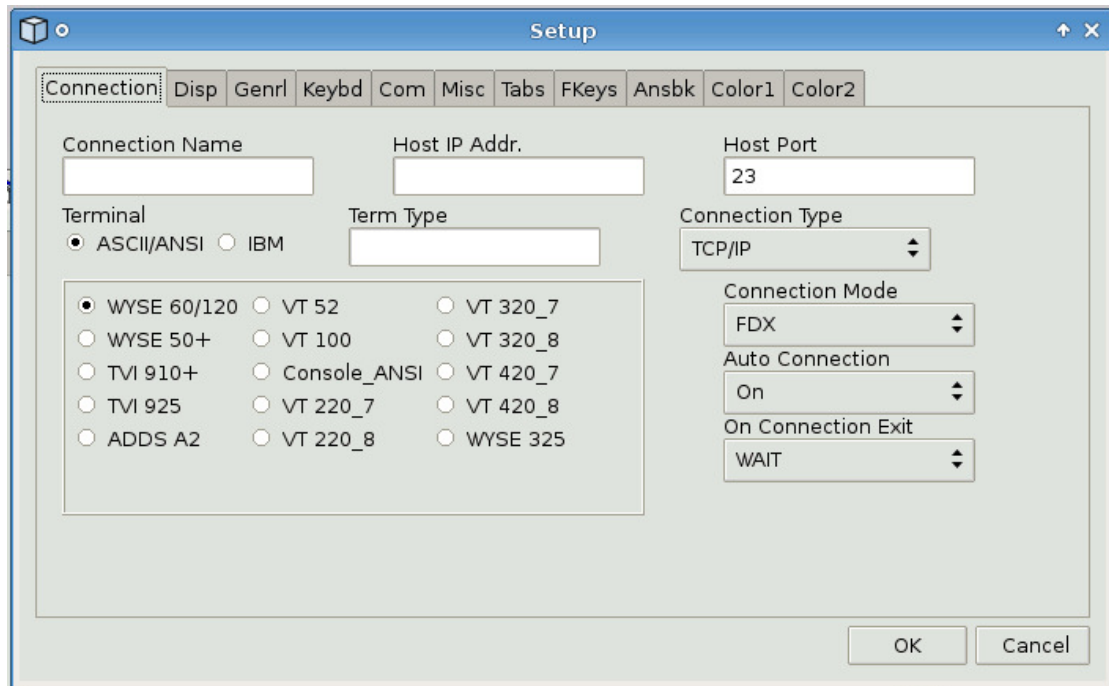 Setup
Connection Disp Genrl Keybd Com Misc Tabs FKeys Ansbk Color1 Color2
Connection Name Host IP Addr. Host Port
23
Terminal Term Type Connection Type
ASCII/ANSI IBM TCP/IP
WYSE 60/120 VT 52 VT 320_7
WYSE 50+ VT 100 VT 320_8
TVI 910+ Console_ANSI VT 420_7
TVI 925 VT 220_7 VT 420_8
ADDS A2 VT 220_8 WYSE 325
Connection Mode
FDX
Auto Connection
On
On Connection Exit
WAIT
OK Cancel